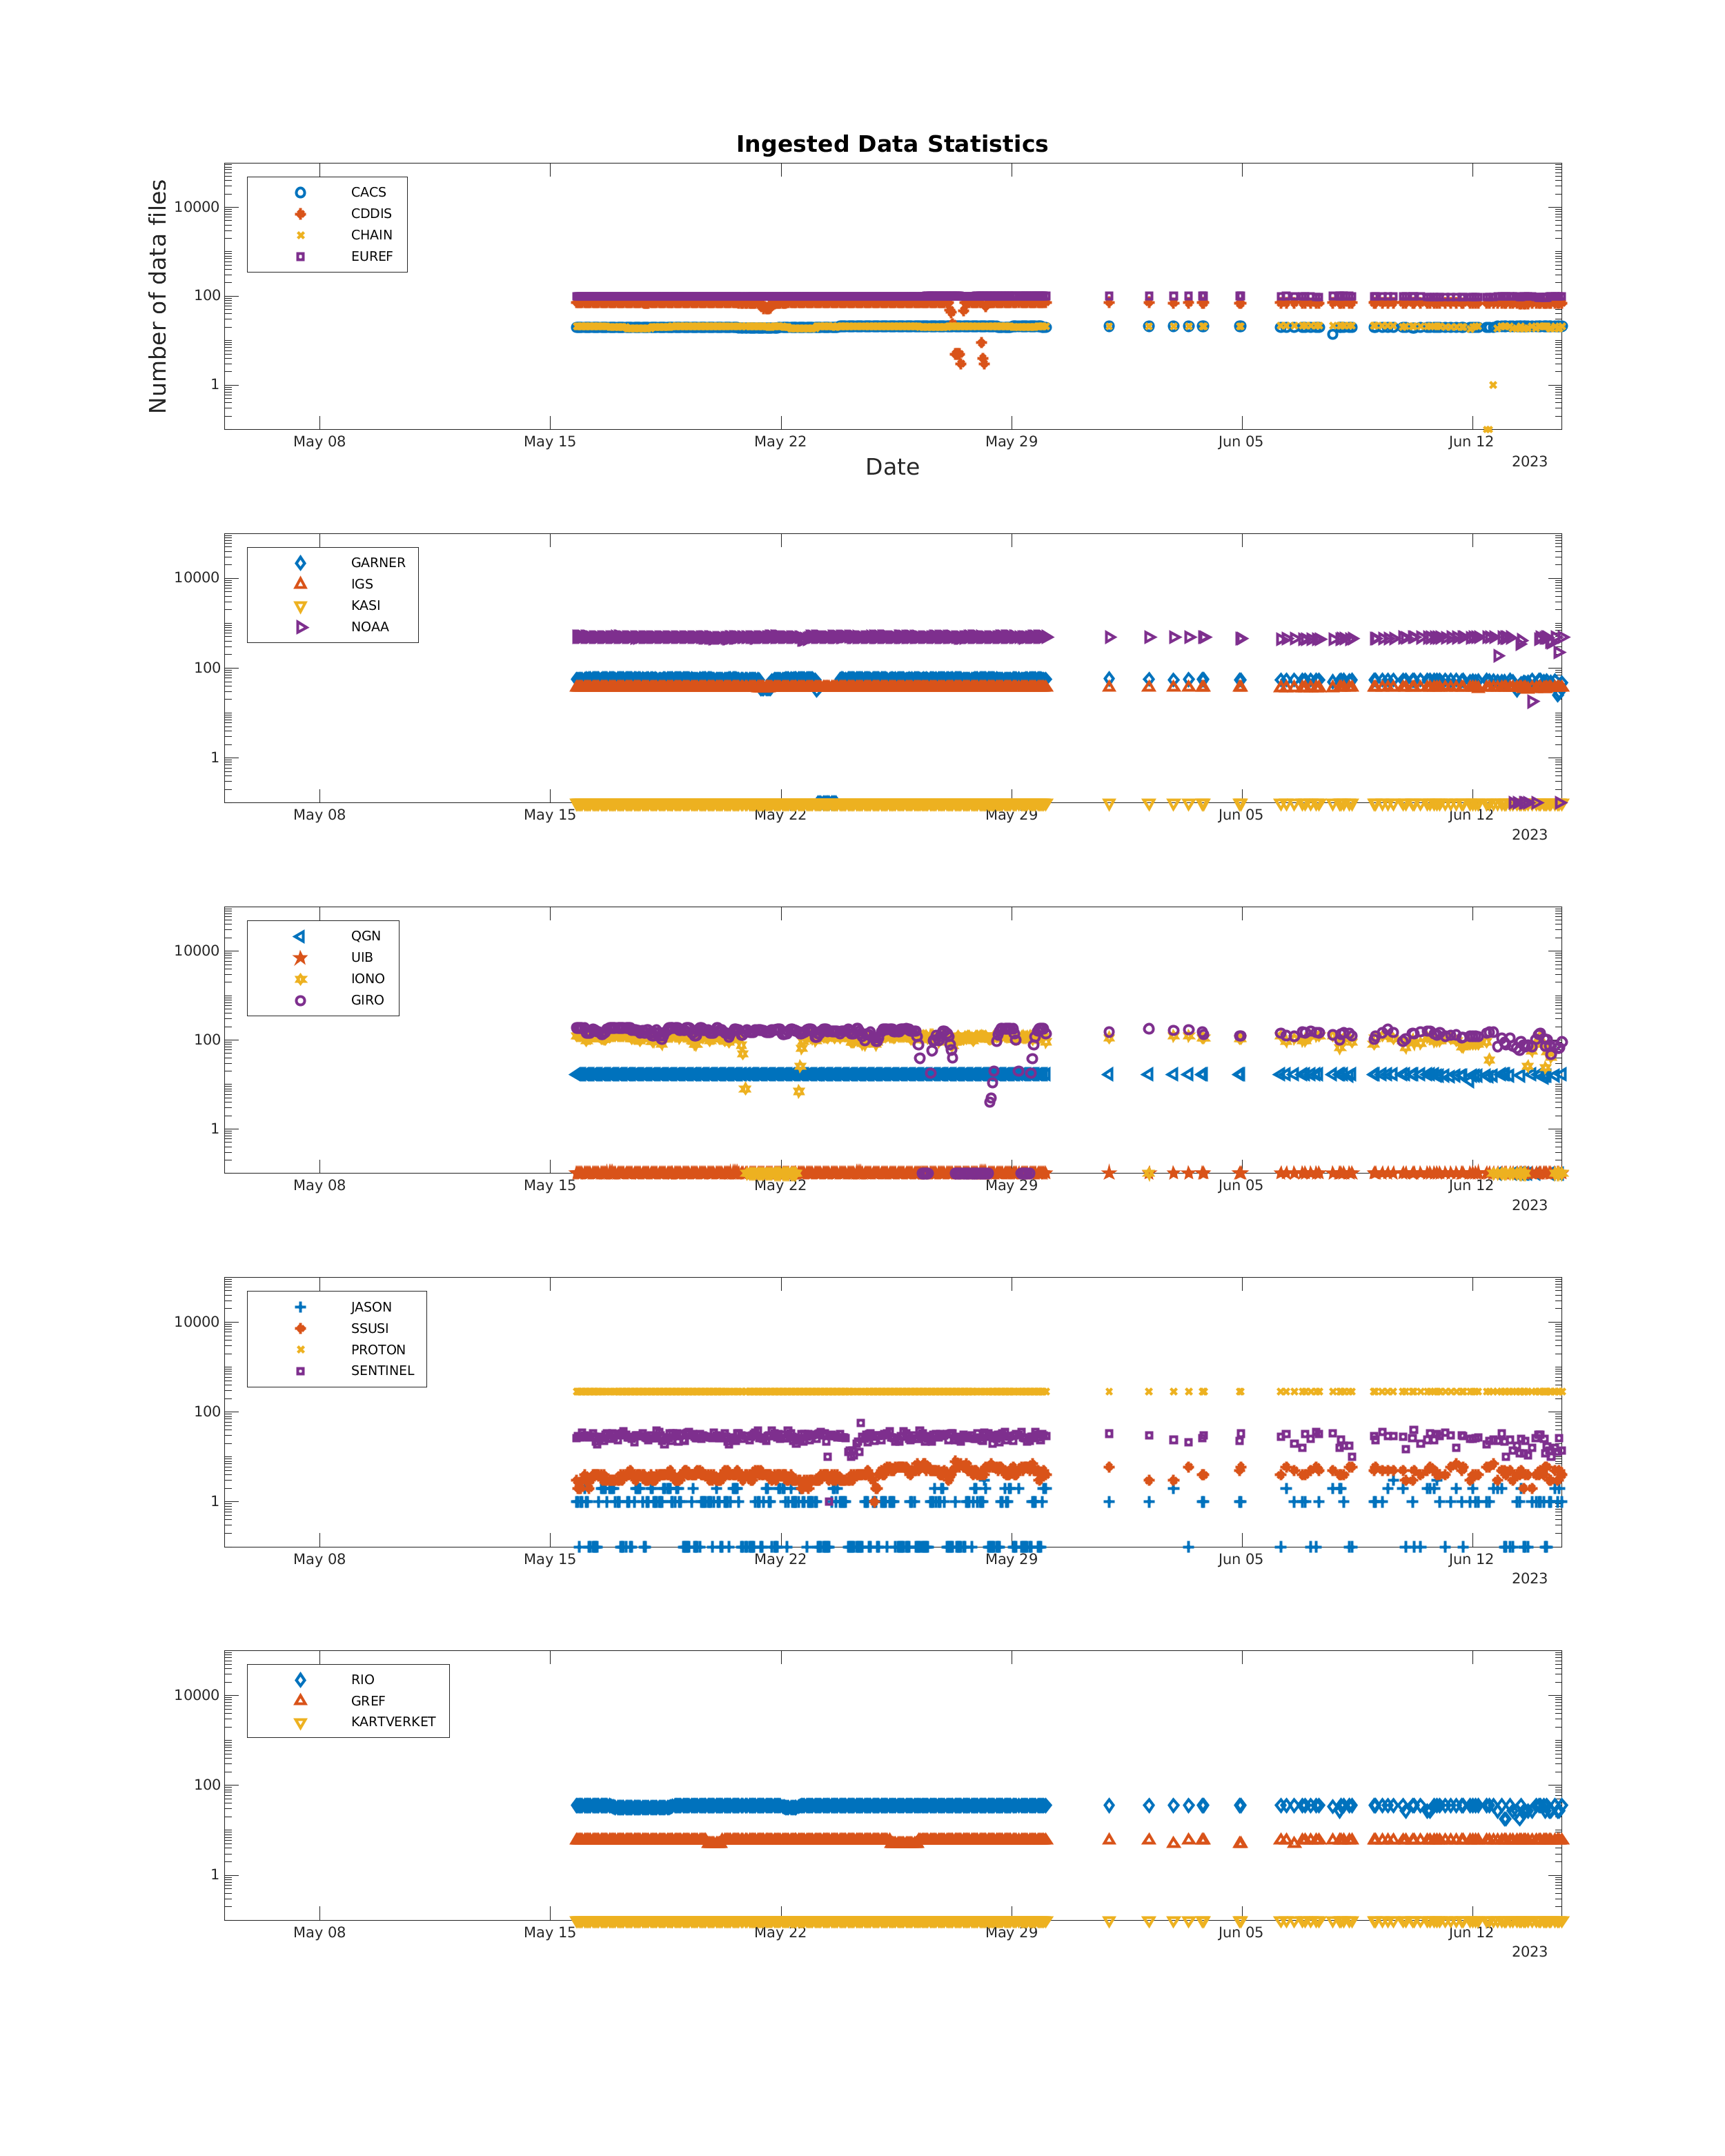 Ingested Data Statistics
Number of data files
CACS
CDDIS
CHAIN
EUREF
10000
100
1
May 08 May 15 May 22 May 29 Jun 05 Jun 12
2023
Date
GARNER
IGS
KASI
NOAA
10000
100
1
May 08 May 15 May 22 May 29 Jun 05 Jun 12
2023
QGN
UIB
IONO
GIRO
10000
100
1
May 08 May 15 May 22 May 29 Jun 05 Jun 12
2023
JASON
SSUSI
PROTON
SENTINEL
10000
100
1
May 08 May 15 May 22 May 29 Jun 05 Jun 12
2023
RIO
GREF
KARTVERKET
10000
100
1
May 08 May 15 May 22 May 29 Jun 05 Jun 12
2023